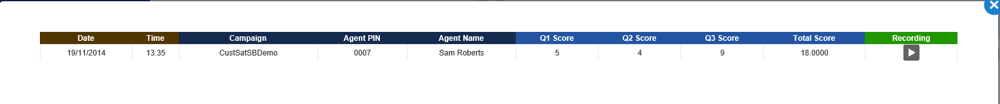 Date Time Campaign Agent PIN Agent Name Q1 Score Q2 Score Q3 Score Total Score Recording
19/11/2014 13:35 CustSatSBDemo 0007 Sam Roberts 5 4 9 18.0000